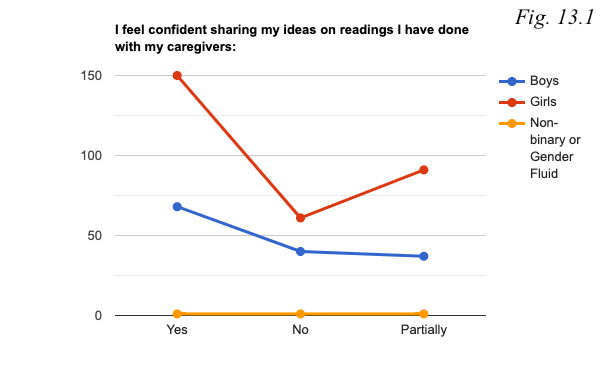 Fig. 13.1
I feel confident sharing my ideas on readings I have done
with my caregivers:
150
100
50
0
Yes
No
Partially
Boys
Girls
Non-
binary or
Gender
Fluid